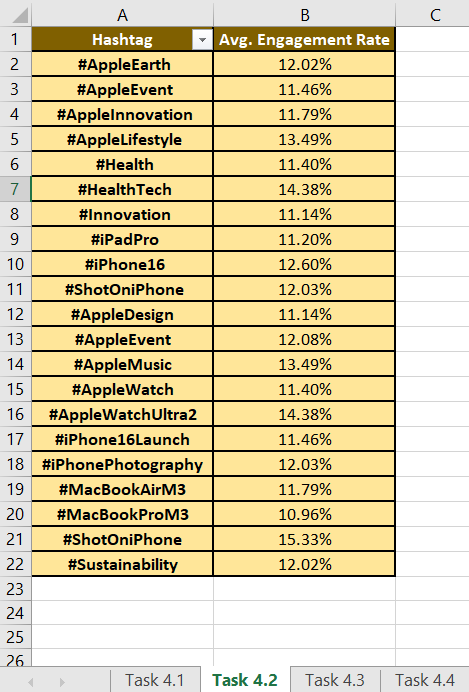 A B C
1 Hashtag Avg. Engagement Rate
2 #AppleEarth 12.02%
3 #AppleEvent 11.46%
4 #AppleInnovation 11.79%
5 #AppleLifestyle 13.49%
6 #Health 11.40%
7 #HealthTech 14.38%
8 #Innovation 11.14%
9 #iPadPro 11.20%
10 #iPhone16 12.60%
11 #ShotOniPhone 12.03%
12 #AppleDesign 11.14%
13 #AppleEvent 12.08%
14 #AppleMusic 13.49%
15 #AppleWatch 11.40%
16 #AppleWatchUltra2 14.38%
17 #iPhone16Launch 11.46%
18 #iPhonePhotography 12.03%
19 #MacBookAirM3 11.79%
20 #MacBookProM3 10.96%
21 #ShotOniPhone 15.33%
22 #Sustainability 12.02%
23
24
25
26
Task 4.1 Task 4.2 Task 4.3 Task 4.4